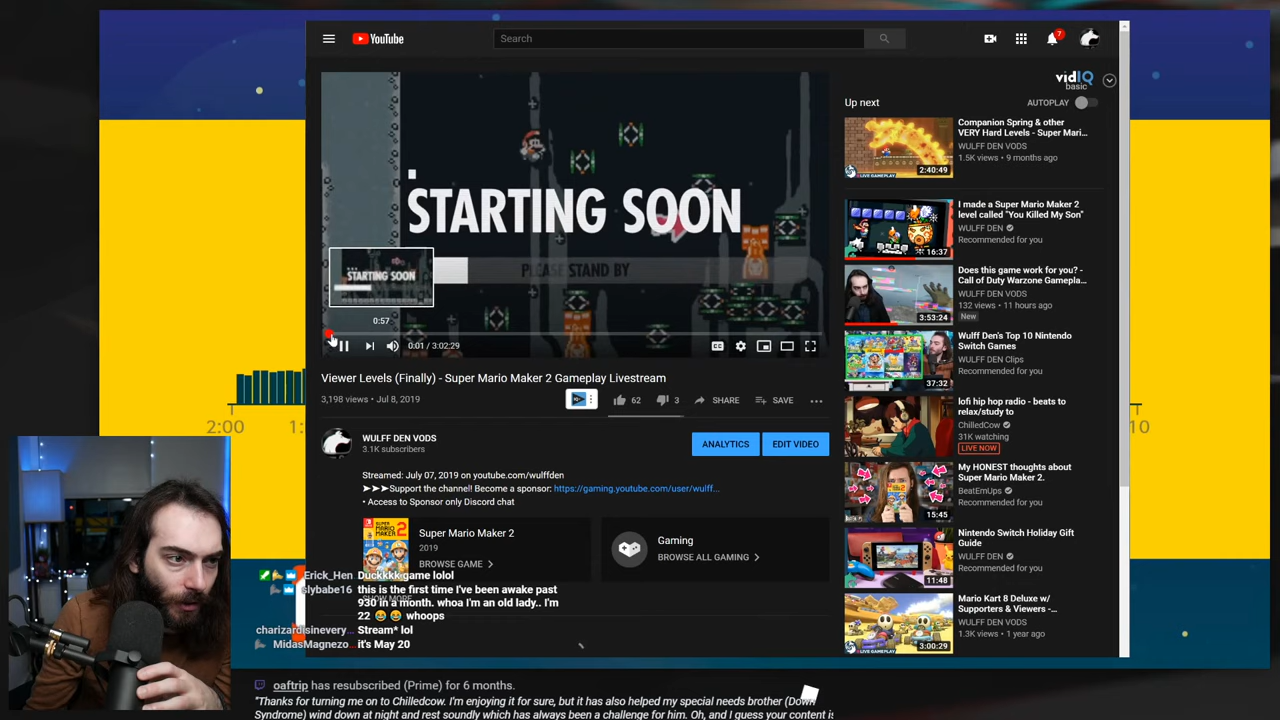 YouTube
Search
7
vidIQ
basic
STARTING SOON
PLEASE STAND BY
STARTING SOON
0:57
0:01 / 3:02:29
Viewer Levels (Finally) - Super Mario Maker 2 Gameplay Livestream
3,198 views • Jul 8, 2019
62
3
SHARE
SAVE
WULFF DEN VODS
3.1K subscribers
ANALYTICS
EDIT VIDEO
Streamed: July 07, 2019 on youtube.com/wulffden
➤➤➤Support the channel! Become a sponsor: https://gaming.youtube.com/user/wulff...
• Access to Sponsor only Discord chat
Super Mario Maker 2
2019
BROWSE GAME
Gaming
BROWSE ALL GAMING
Up next
AUTOPLAY
Companion Spring & other
VERY Hard Levels - Super Mari...
WULFF DEN VODS
1.5K views • 9 months ago
2:40:49
I made a Super Mario Maker 2
level called "You Killed My Son"
WULFF DEN
Recommended for you
16:37
Does this game work for you? -
Call of Duty Warzone Gamepla...
WULFF DEN VODS
132 views • 11 hours ago
New
3:53:24
Wulff Den's Top 10 Nintendo
Switch Games
WULFF DEN Clips
Recommended for you
37:32
lofi hip hop radio - beats to
relax/study to
ChilledCow
31K watching
LIVE NOW
My HONEST thoughts about
Super Mario Maker 2.
BeatEmUps
Recommended for you
15:45
Nintendo Switch Holiday Gift
Guide
WULFF DEN
Recommended for you
11:48
Mario Kart 8 Deluxe w/
Supporters & Viewers -...
WULFF DEN VODS
1.3K views • 1 year ago
3:00:29
2:00
10
Erick_Hen Duckkkk game lolol
slybabe16 this is the first time I've been awake past
930 in a month. whoa I'm an old lady.. I'm
22 😂 😂 whoops
charizardisinevery... Stream* lol
MidasMagnezo... it's May 20
oaftrip has resubscribed (Prime) for 6 months.
"Thanks for turning me on to Chilledcow. I'm enjoying it for sure, but it has also helped my special needs brother (Down
Syndrome) wind down at night and rest soundly which has always been a challenge for him. Oh, and I guess your content is